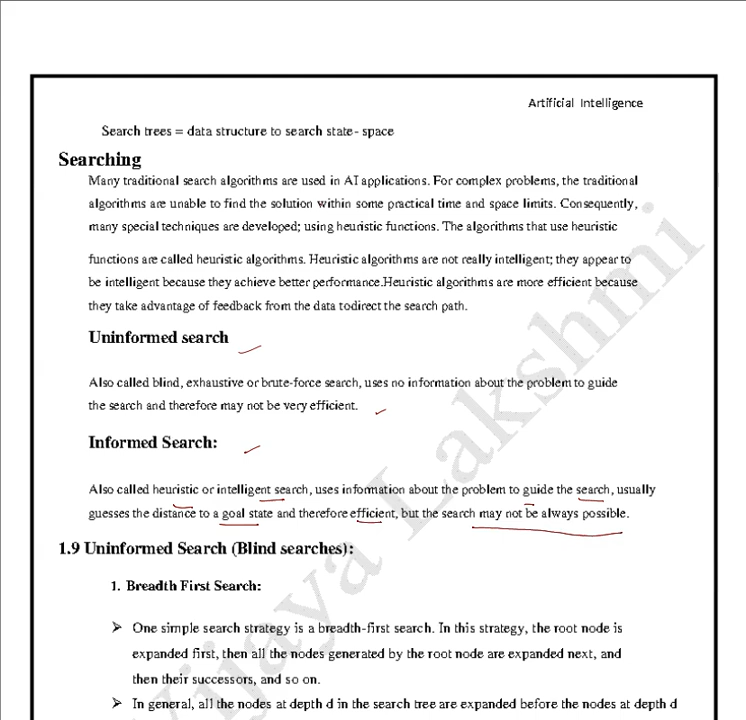 Artificial Intelligence
Search trees = data structure to search state- space
Searching
Many traditional search algorithms are used in AI applications. For complex problems, the traditional
algorithms are unable to find the solution within some practical time and space limits. Consequently,
many special techniques are developed; using heuristic functions. The algorithms that use heuristic
functions are called heuristic algorithms. Heuristic algorithms are not really intelligent; they appear to
be intelligent because they achieve better performance.Heuristic algorithms are more efficient because
they take advantage of feedback from the data todirect the search path.
Uninformed search
Also called blind, exhaustive or brute-force search, uses no information about the problem to guide
the search and therefore may not be very efficient.
Informed Search:
Also called heuristic or intelligent search, uses information about the problem to guide the search, usually
guesses the distance to a goal state and therefore efficient, but the search may not be always possible.
1.9 Uninformed Search (Blind searches):
1. Breadth First Search:
➢ One simple search strategy is a breadth-first search. In this strategy, the root node is
expanded first, then all the nodes generated by the root node are expanded next, and
then their successors, and so on.
➢ In general, all the nodes at depth d in the search tree are expanded before the nodes at depth d
Vijaya Lakshmi